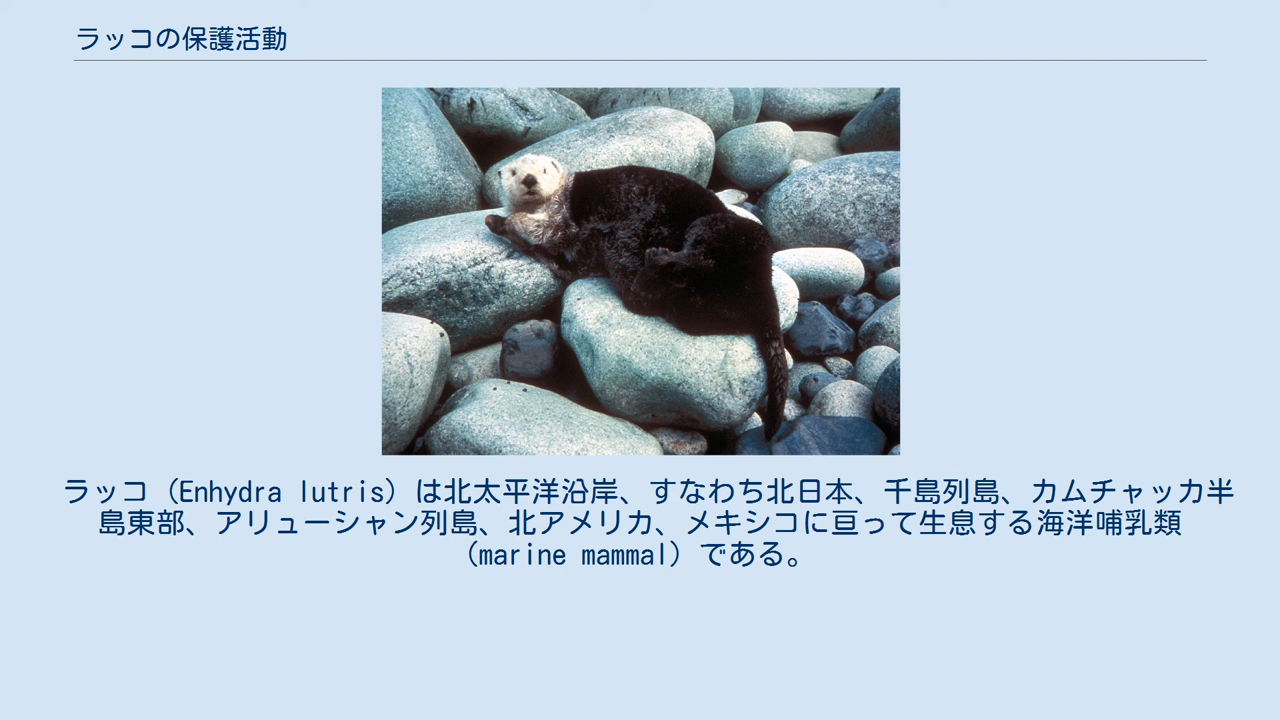 ラッコの保護活動
ラッコ（Enhydra lutris）は北太平洋沿岸、すなわち北日本、千島列島、カムチャッカ半
島東部、アリューシャン列島、北アメリカ、メキシコに亘って生息する海洋哺乳類
（marine mammal）である。